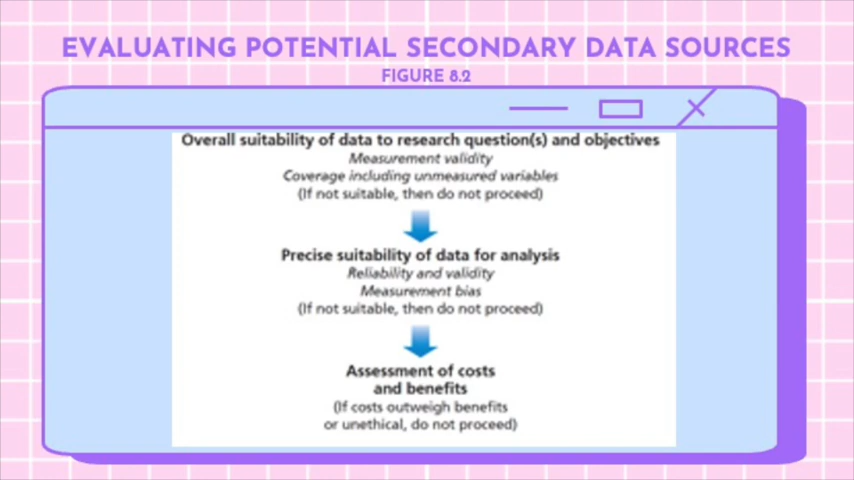 EVALUATING POTENTIAL SECONDARY DATA SOURCES
FIGURE 8.2
Overall suitability of data to research question(s) and objectives
Measurement validity
Coverage including unmeasured variables
(If not suitable, then do not proceed)
Precise suitability of data for analysis
Reliability and validity
Measurement bias
(If not suitable, then do not proceed)
Assessment of costs
and benefits
(If costs outweigh benefits
or unethical, do not proceed)